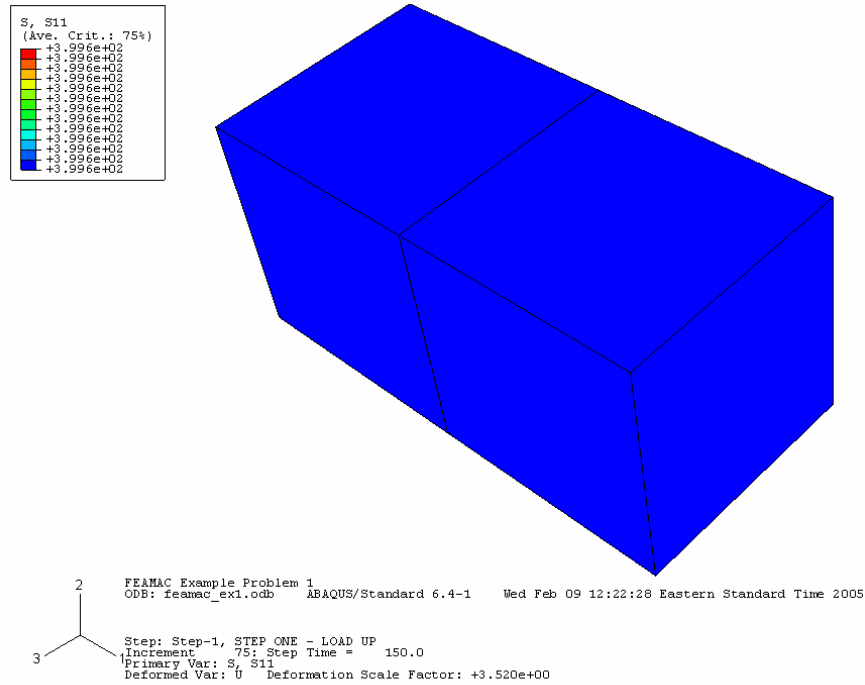 S, S11
(Ave. Crit.: 75%)
+3.996e+02
+3.996e+02
+3.996e+02
+3.996e+02
+3.996e+02
+3.996e+02
+3.996e+02
+3.996e+02
+3.996e+02
+3.996e+02
+3.996e+02
+3.996e+02
+3.996e+02
2
3
1
FEAMAC Example Problem 1
ODB: feamac_ex1.odb ABAQUS/Standard 6.4-1 Wed Feb 09 12:22:28 Eastern Standard Time 2005
Step: Step-1, STEP ONE - LOAD UP
Increment 75: Step Time = 150.0
Primary Var: S, S11
Deformed Var: U Deformation Scale Factor: +3.520e+00